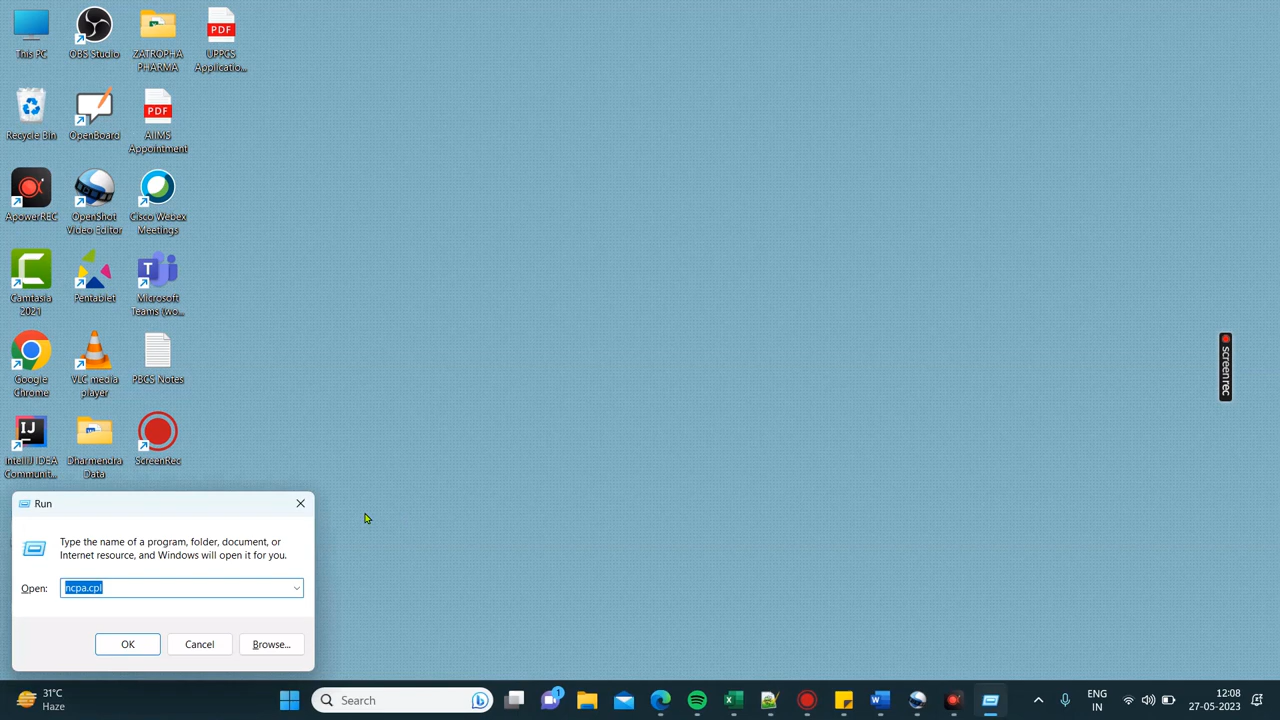 This PC
OBS Studio
ZATROPHA
PHARMA
PDF
UPPCS
Applicatio...
Recycle Bin
OpenBoard
PDF
AIIMS
Appointment
ApowerREC
OpenShot
Video Editor
Cisco Webex
Meetings
Camtasia
2021
Pentablet
T
Microsoft
Teams (wo...
Google
Chrome
VLC media
player
PBCS Notes
IJ
IntelliJ IDEA
Communit...
Dharmendra
Data
ScreenRec
screenrec
Run
Type the name of a program, folder, document, or
Internet resource, and Windows will open it for you.
Open:
ncpa.cpl
OK
Cancel
Browse...
31°C
Haze
Search
1
ENG
IN
12:08
27-05-2023